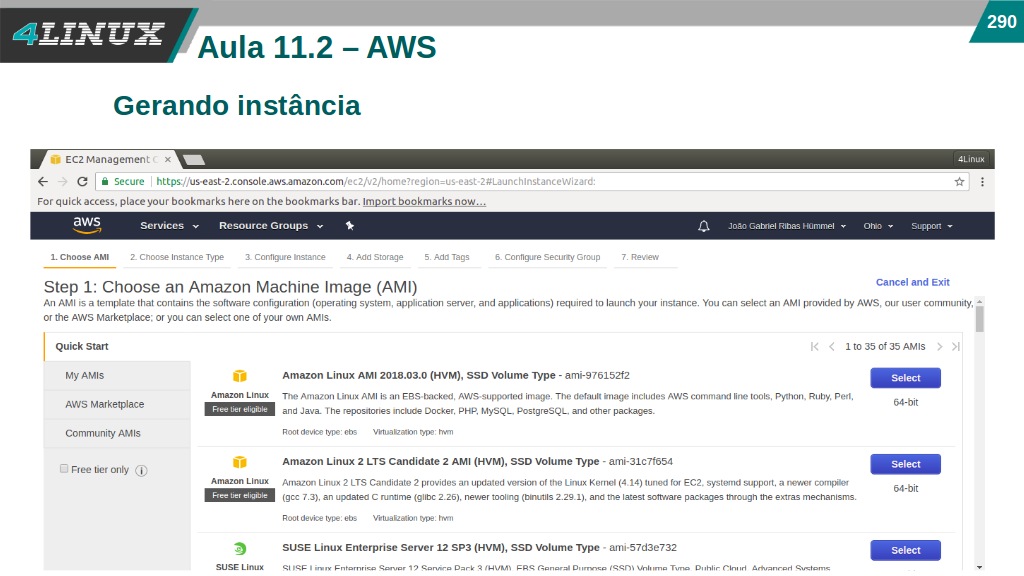 4LINUX
Aula 11.2 – AWS
290
Gerando instância
EC2 Management C
4Linux
Secure
https://us-east-2.console.aws.amazon.com/ec2/v2/home?region=us-east-2#LaunchInstanceWizard:
For quick access, place your bookmarks here on the bookmarks bar. Import bookmarks now...
aws Services Resource Groups João Gabriel Ribas Hümmel Ohio Support
1. Choose AMI 2. Choose Instance Type 3. Configure Instance 4. Add Storage 5. Add Tags 6. Configure Security Group 7. Review
Step 1: Choose an Amazon Machine Image (AMI)
Cancel and Exit
An AMI is a template that contains the software configuration (operating system, application server, and applications) required to launch your instance. You can select an AMI provided by AWS, our user community,
or the AWS Marketplace; or you can select one of your own AMIs.
Quick Start
1 to 35 of 35 AMIs
My AMIs
AWS Marketplace
Community AMIs
Free tier only
Amazon Linux
Free tier eligible
Amazon Linux AMI 2018.03.0 (HVM), SSD Volume Type - ami-976152f2
The Amazon Linux AMI is an EBS-backed, AWS-supported image. The default image includes AWS command line tools, Python, Ruby, Perl,
and Java. The repositories include Docker, PHP, MySQL, PostgreSQL, and other packages.
Root device type: ebs Virtualization type: hvm
Select
64-bit
Amazon Linux
Free tier eligible
Amazon Linux 2 LTS Candidate 2 AMI (HVM), SSD Volume Type - ami-31c7f654
Amazon Linux 2 LTS Candidate 2 provides an updated version of the Linux Kernel (4.14) tuned for EC2, systemd support, a newer compiler
(gcc 7.3), an updated C runtime (glibc 2.26), newer tooling (binutils 2.29.1), and the latest software packages through the extras mechanisms.
Root device type: ebs Virtualization type: hvm
Select
64-bit
SUSE Linux
SUSE Linux Enterprise Server 12 SP3 (HVM), SSD Volume Type - ami-57d3e732
SUSE Linux Enterprise Server 12 Service Pack 3 (HVM), EBS General Purpose (SSD) Volume Type. Public Cloud, Advanced Systems
Select